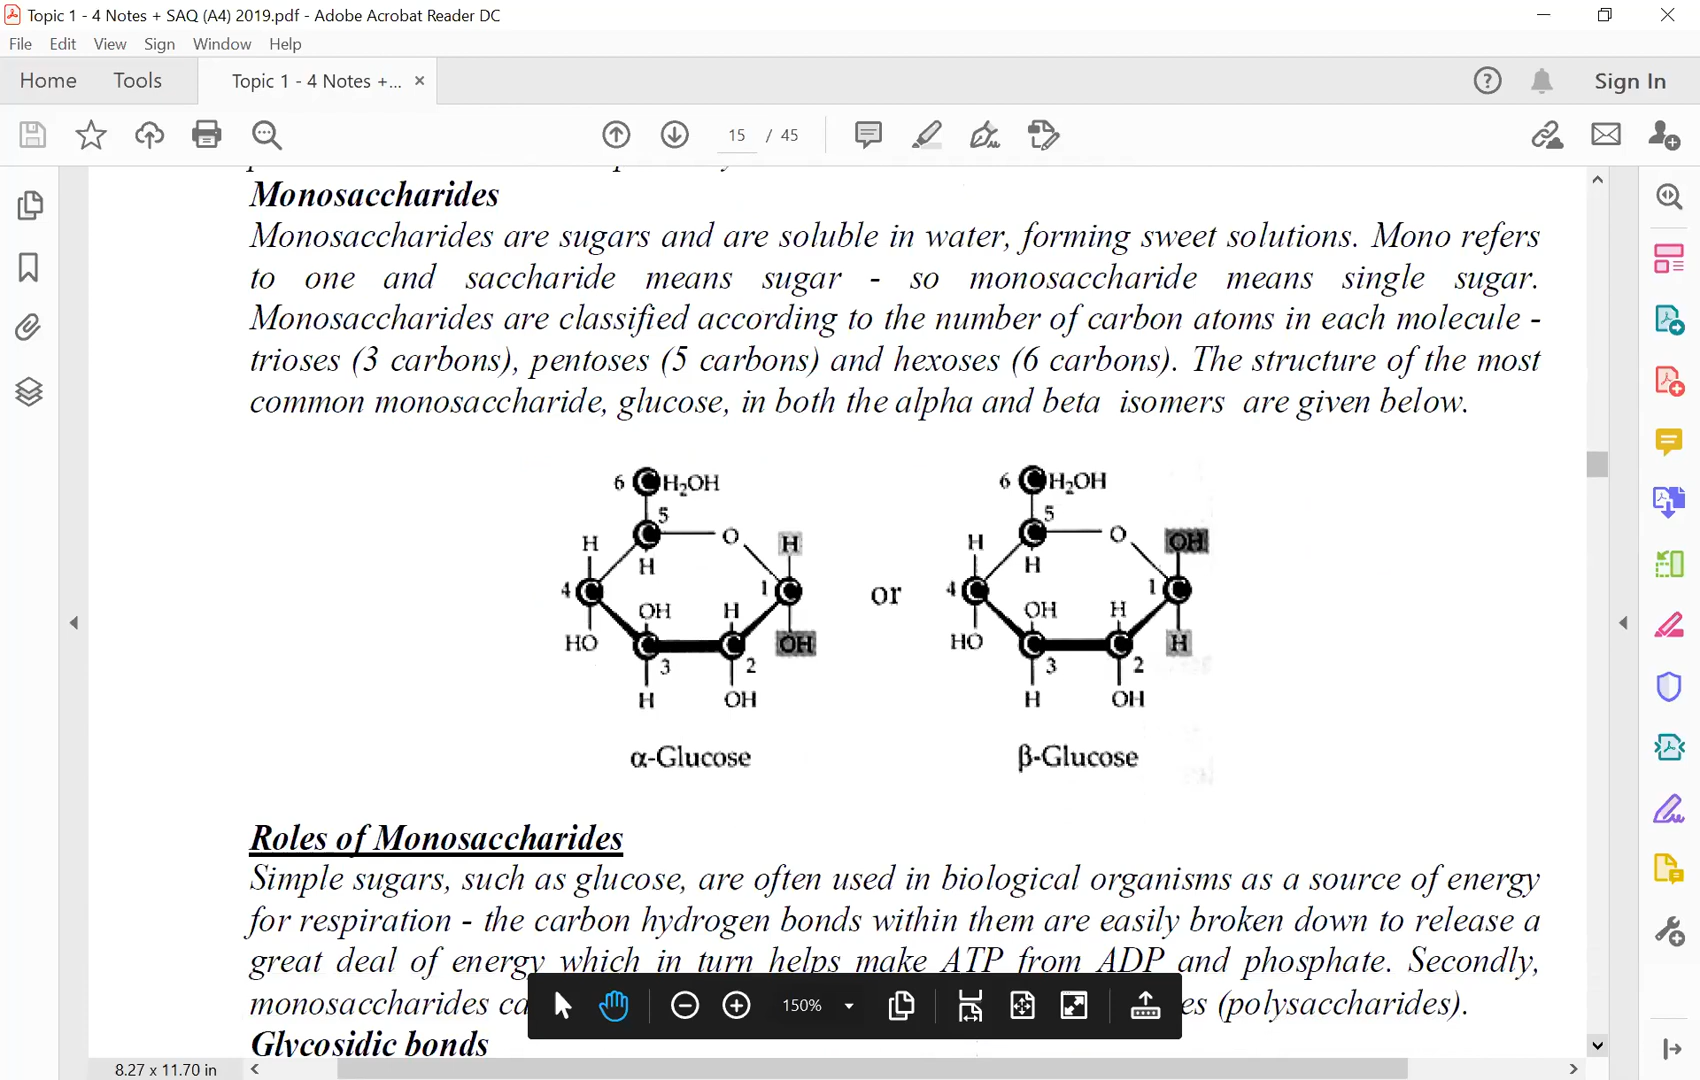 Topic 1 - 4 Notes + SAQ (A4) 2019.pdf - Adobe Acrobat Reader DC
File Edit View Sign Window Help
Home Tools Topic 1 - 4 Notes +... × Sign In
15 / 45
Monosaccharides
Monosaccharides are sugars and are soluble in water, forming sweet solutions. Mono refers
to one and saccharide means sugar - so monosaccharide means single sugar.
Monosaccharides are classified according to the number of carbon atoms in each molecule -
trioses (3 carbons), pentoses (5 carbons) and hexoses (6 carbons). The structure of the most
common monosaccharide, glucose, in both the alpha and beta isomers are given below.
6 CH₂OH 6 CH₂OH
5 5
C O H C O OH
H H H H
4 C 1 C or 4 C 1 C
OH H OH H
HO C C OH HO C C H
3 2 3 2
H OH H OH
α-Glucose β-Glucose
Roles of Monosaccharides
Simple sugars, such as glucose, are often used in biological organisms as a source of energy
for respiration - the carbon hydrogen bonds within them are easily broken down to release a
great deal of energy which in turn helps make ATP from ADP and phosphate. Secondly,
monosaccharides ca es (polysaccharides).
150%
Glycosidic bonds
8.27 x 11.70 in